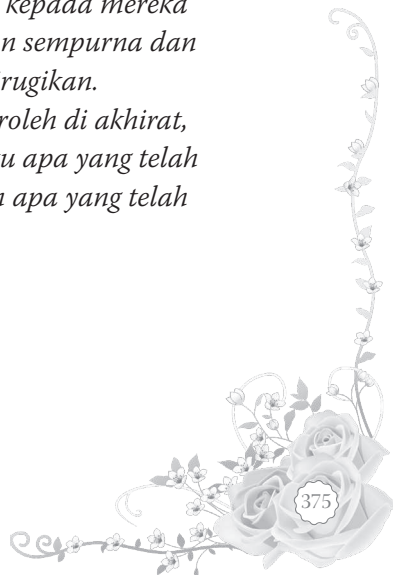 kepada mereka
n sempurna dan
rugikan.
roleh di akhirat,
u apa yang telah
n apa yang telah
375